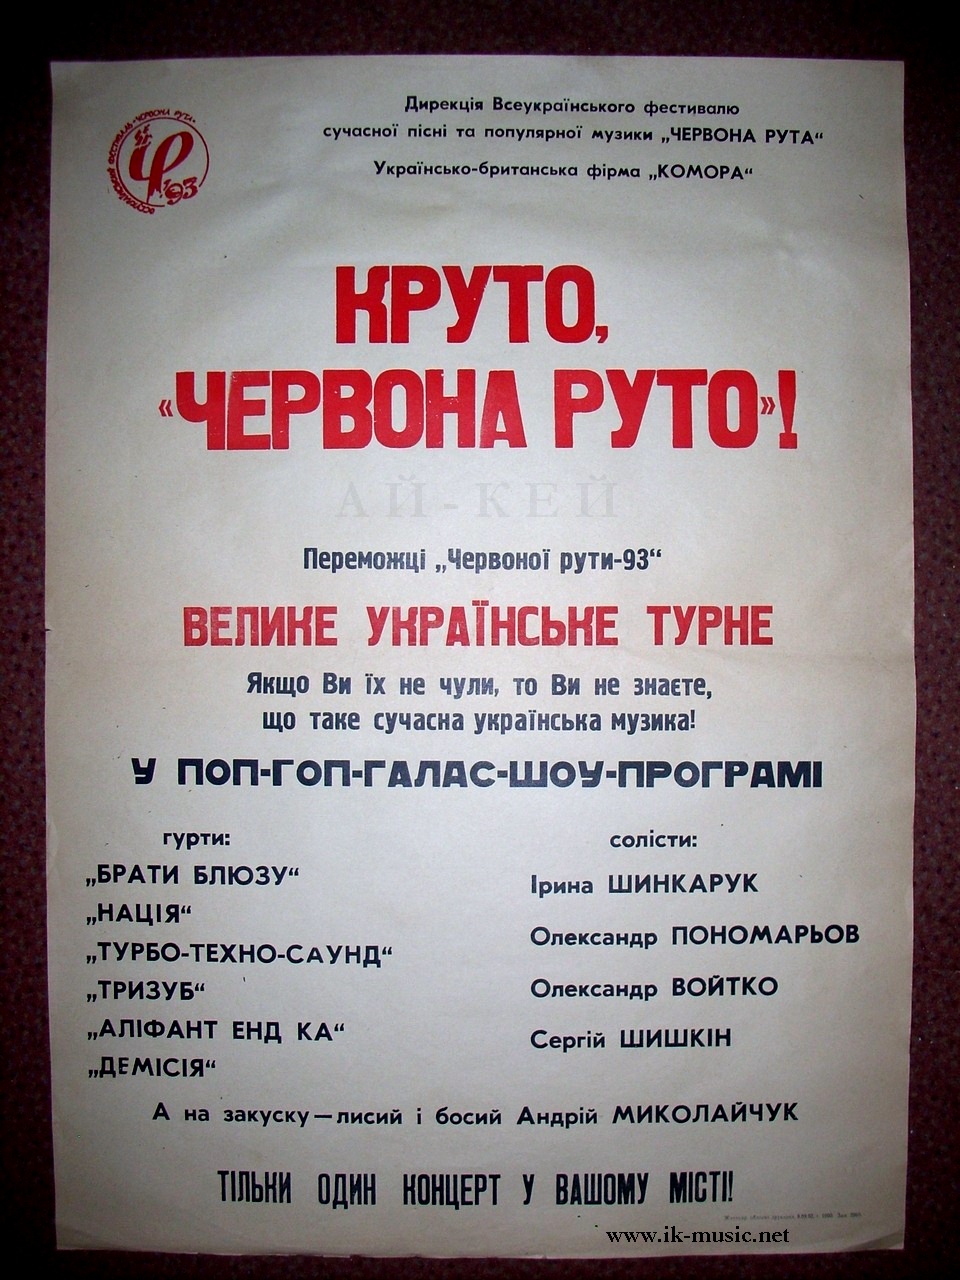 ВСЕУКРАЇНСЬКИЙ ФЕСТИВАЛЬ «ЧЕРВОНА РУТА»
'93
Дирекція Всеукраїнського фестивалю
сучасної пісні та популярної музики „ЧЕРВОНА РУТА“
Українсько-британська фірма „КОМОРА“
КРУТО,
«ЧЕРВОНА РУТО»!
АЙ-КЕЙ
Переможці „Червоної рути-93“
ВЕЛИКЕ УКРАЇНСЬКЕ ТУРНЕ
Якщо Ви їх не чули, то Ви не знаєте,
що таке сучасна українська музика!
У ПОП-ГОП-ГАЛАС-ШОУ-ПРОГРАМІ
гурти:
„БРАТИ БЛЮЗУ“
„НАЦІЯ“
„ТУРБО-ТЕХНО-САУНД“
„ТРИЗУБ“
„АЛІФАНТ ЕНД КА“
„ДЕМІСІЯ“
солісти:
Ірина ШИНКАРУК
Олександр ПОНОМАРЬОВ
Олександр ВОЙТКО
Сергій ШИШКІН
А на закуску — лисий і босий Андрій МИКОЛАЙЧУК
ТІЛЬКИ ОДИН КОНЦЕРТ У ВАШОМУ МІСТІ!
www.ik-music.net